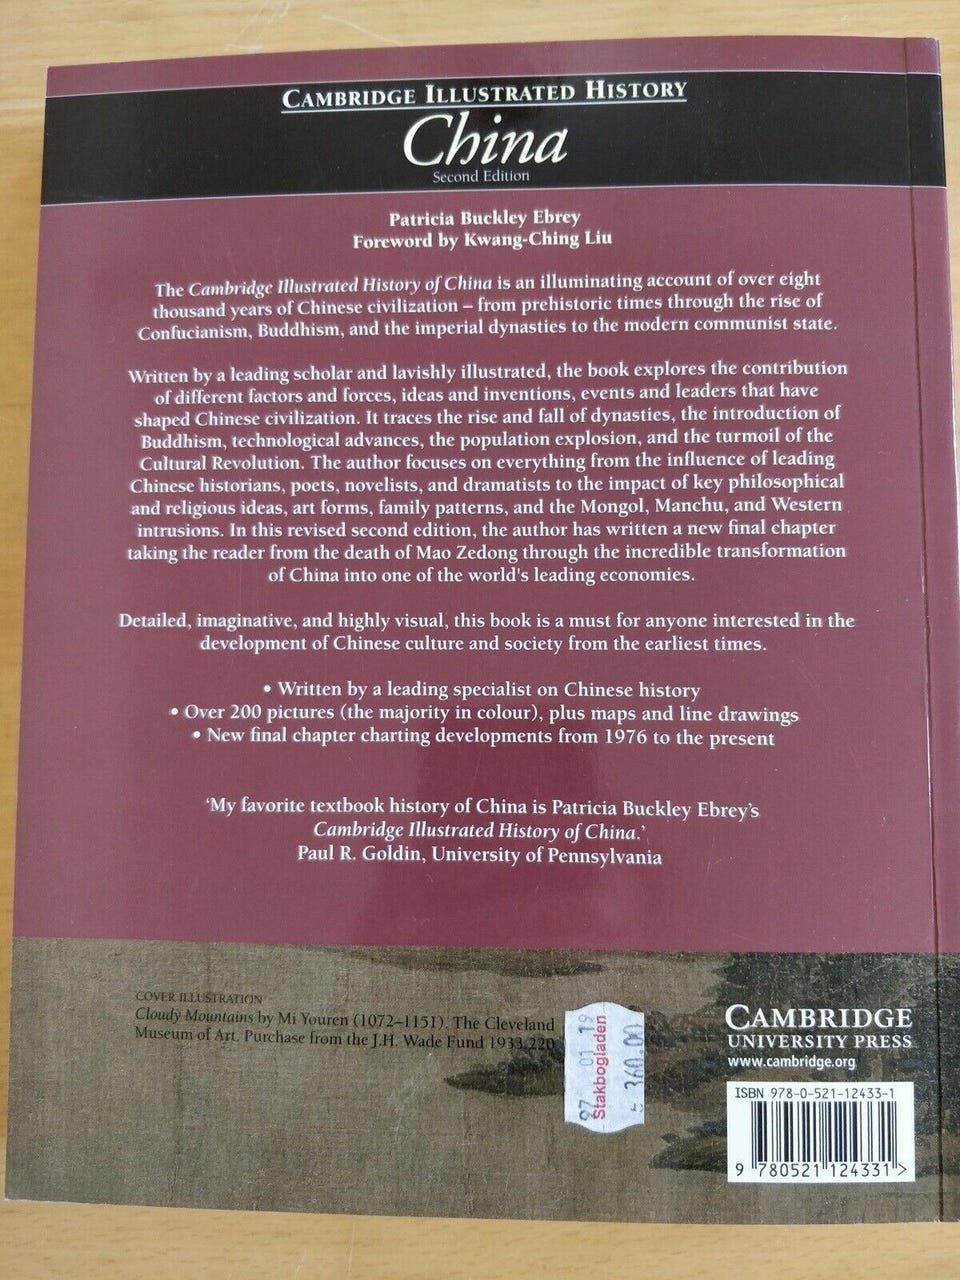 CAMBRIDGE ILLUSTRATED HISTORY
China
Second Edition
Patricia Buckley Ebrey
Foreword by Kwang-Ching Liu
The Cambridge Illustrated History of China is an illuminating account of over eight
thousand years of Chinese civilization – from prehistoric times through the rise of
Confucianism, Buddhism, and the imperial dynasties to the modern communist state.
Written by a leading scholar and lavishly illustrated, the book explores the contribution
of different factors and forces, ideas and inventions, events and leaders that have
shaped Chinese civilization. It traces the rise and fall of dynasties, the introduction of
Buddhism, technological advances, the population explosion, and the turmoil of the
Cultural Revolution. The author focuses on everything from the influence of leading
Chinese historians, poets, novelists, and dramatists to the impact of key philosophical
and religious ideas, art forms, family patterns, and the Mongol, Manchu, and Western
intrusions. In this revised second edition, the author has written a new final chapter
taking the reader from the death of Mao Zedong through the incredible transformation
of China into one of the world's leading economies.
Detailed, imaginative, and highly visual, this book is a must for anyone interested in the
development of Chinese culture and society from the earliest times.
• Written by a leading specialist on Chinese history
• Over 200 pictures (the majority in colour), plus maps and line drawings
• New final chapter charting developments from 1976 to the present
'My favorite textbook history of China is Patricia Buckley Ebrey's
Cambridge Illustrated History of China.'
Paul R. Goldin, University of Pennsylvania
COVER ILLUSTRATION
Cloudy Mountains by Mi Youren (1072–1151). The Cleveland
Museum of Art. Purchase from the J.H. Wade Fund 1933.220
27 01 19
Stakbogladen
360.00
CAMBRIDGE
UNIVERSITY PRESS
www.cambridge.org
ISBN 978-0-521-12433-1
9 780521 124331 >